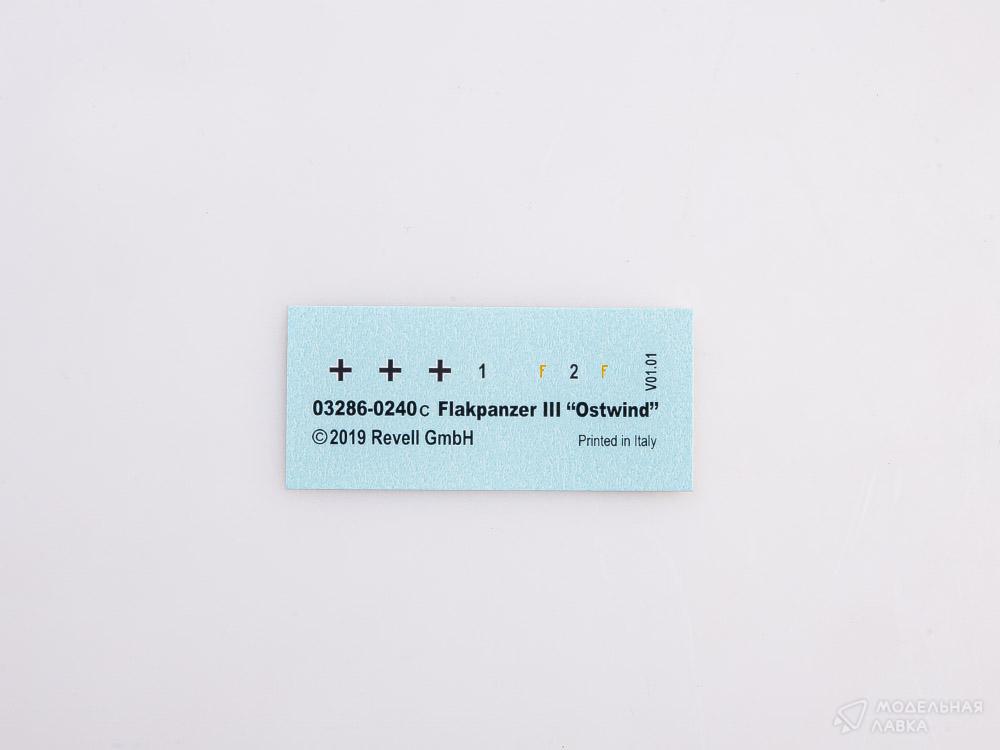 + + + 1 F 2 F
V01.01
03286-0240c Flakpanzer III “Ostwind”
©2019 Revell GmbH
Printed in Italy
МОДЕЛЬНАЯ
ЛАВКА